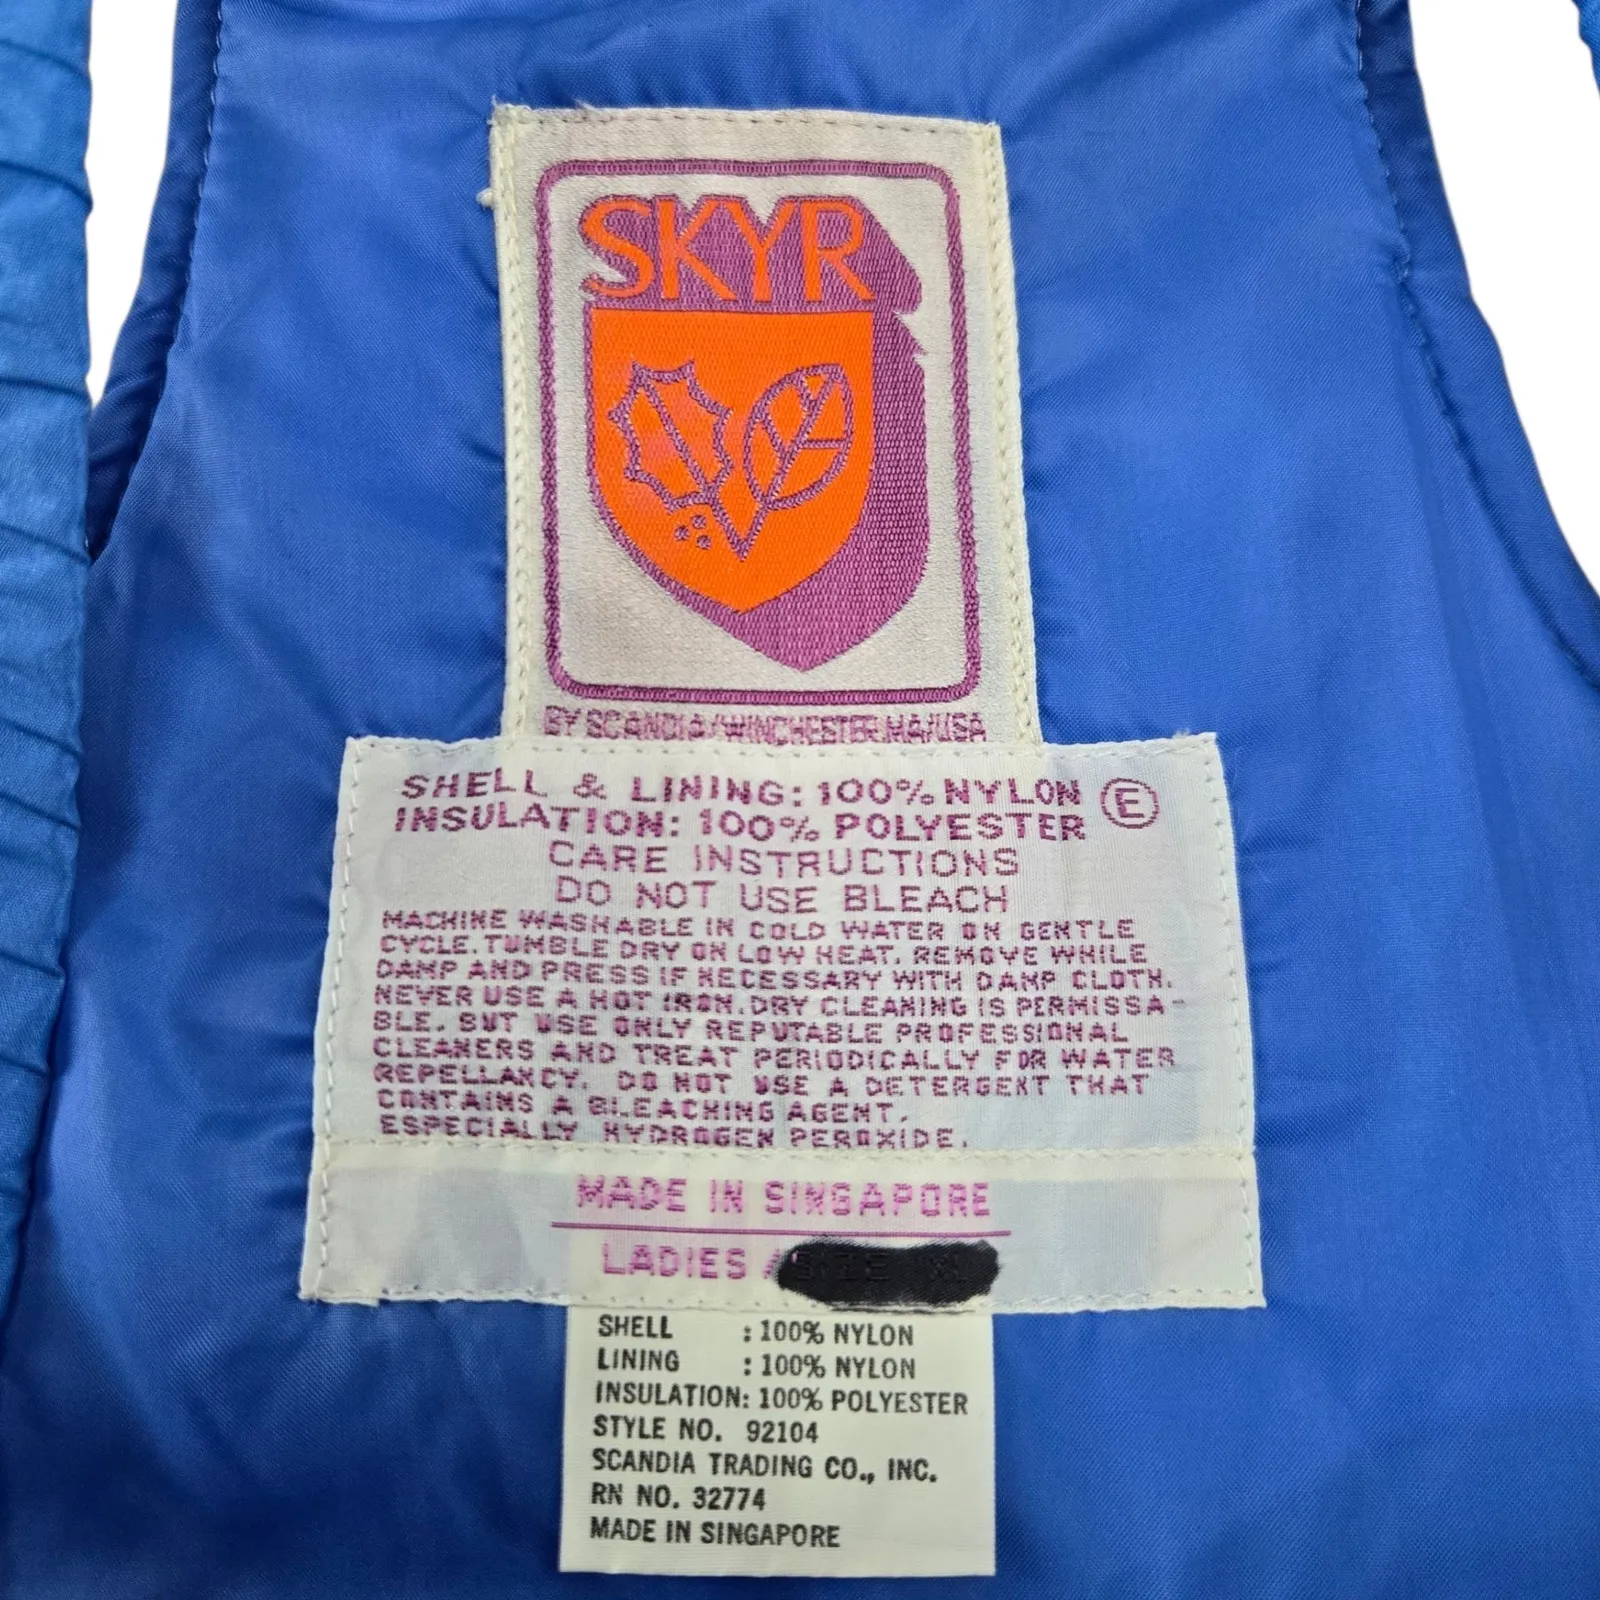 SKYR
BY SCANDIA/WINCHESTER.MA/USA
SHELL & LINING: 100% NYLON Ⓔ
INSULATION: 100% POLYESTER
CARE INSTRUCTIONS
DO NOT USE BLEACH
MACHINE WASHABLE IN COLD WATER ON GENTLE
CYCLE. TUMBLE DRY ON LOW HEAT. REMOVE WHILE
DAMP AND PRESS IF NECESSARY WITH DAMP CLOTH.
NEVER USE A HOT IRON. DRY CLEANING IS PERMISSA-
BLE. BUT USE ONLY REPUTABLE PROFESSIONAL
CLEANERS AND TREAT PERIODICALLY FOR WATER
REPELLANCY. DO NOT USE A DETERGENT THAT
CONTAINS A BLEACHING AGENT.
ESPECIALLY HYDROGEN PEROXIDE.
MADE IN SINGAPORE
LADIES / SIZE XL
SHELL : 100% NYLON
LINING : 100% NYLON
INSULATION: 100% POLYESTER
STYLE NO. 92104
SCANDIA TRADING CO., INC.
RN NO. 32774
MADE IN SINGAPORE